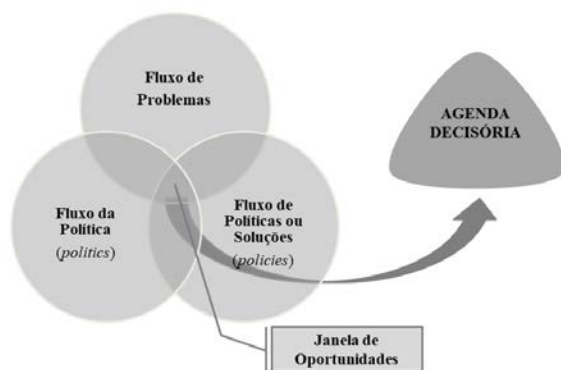 Fluxo de
Problemas
AGENDA
DECISÓRIA
Fluxo da
Política
(politics)
Fluxo de
Políticas ou
Soluções
(policies)
Janela de
Oportunidades